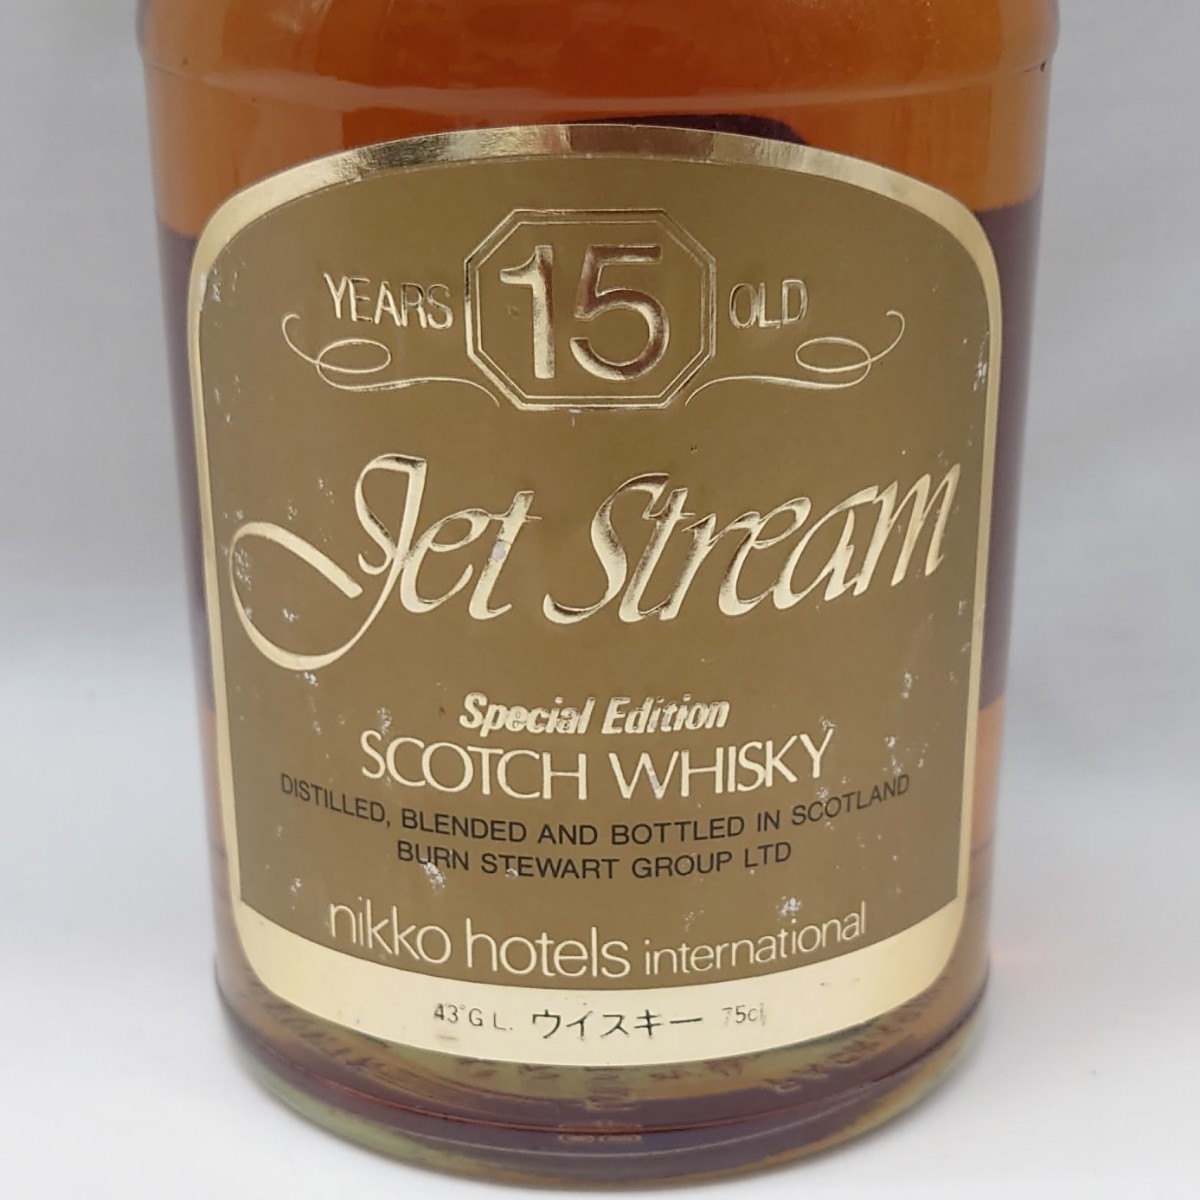 YEARS 15 OLD
Jet Stream
Special Edition
SCOTCH WHISKY
DISTILLED, BLENDED AND BOTTLED IN SCOTLAND
BURN STEWART GROUP LTD
nikko hotels international
43°G L. ウイスキー 75cl